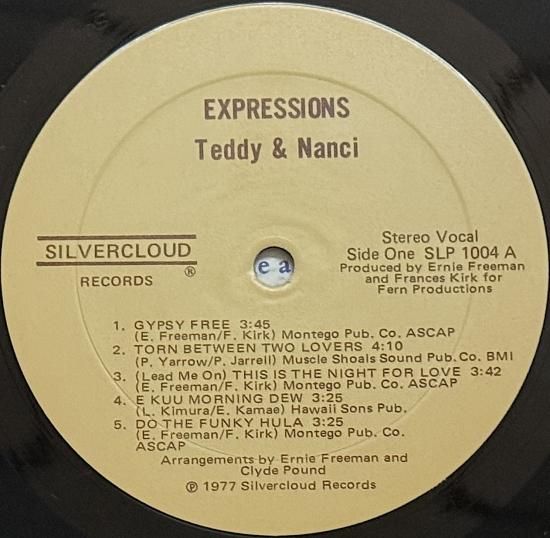 EXPRESSIONS
Teddy & Nanci
SILVERCLOUD
RECORDS ®
Stereo Vocal
Side One SLP 1004 A
Produced by Ernie Freeman
and Frances Kirk for
Fern Productions
e a
1. GYPSY FREE 3:45
(E. Freeman/F. Kirk) Montego Pub. Co. ASCAP
2. TORN BETWEEN TWO LOVERS 4:10
(P. Yarrow/P. Jarrell) Muscle Shoals Sound Pub. Co. BMI
3. (Lead Me On) THIS IS THE NIGHT FOR LOVE 3:42
(E. Freeman/F. Kirk) Montego Pub. Co. ASCAP
4. E KUU MORNING DEW 3:25
(L. Kimura/E. Kamae) Hawaii Sons Pub.
5. DO THE FUNKY HULA 3:25
(E. Freeman/F. Kirk) Montego Pub. Co.
ASCAP
Arrangements by Ernie Freeman and
Clyde Pound
℗ 1977 Silvercloud Records